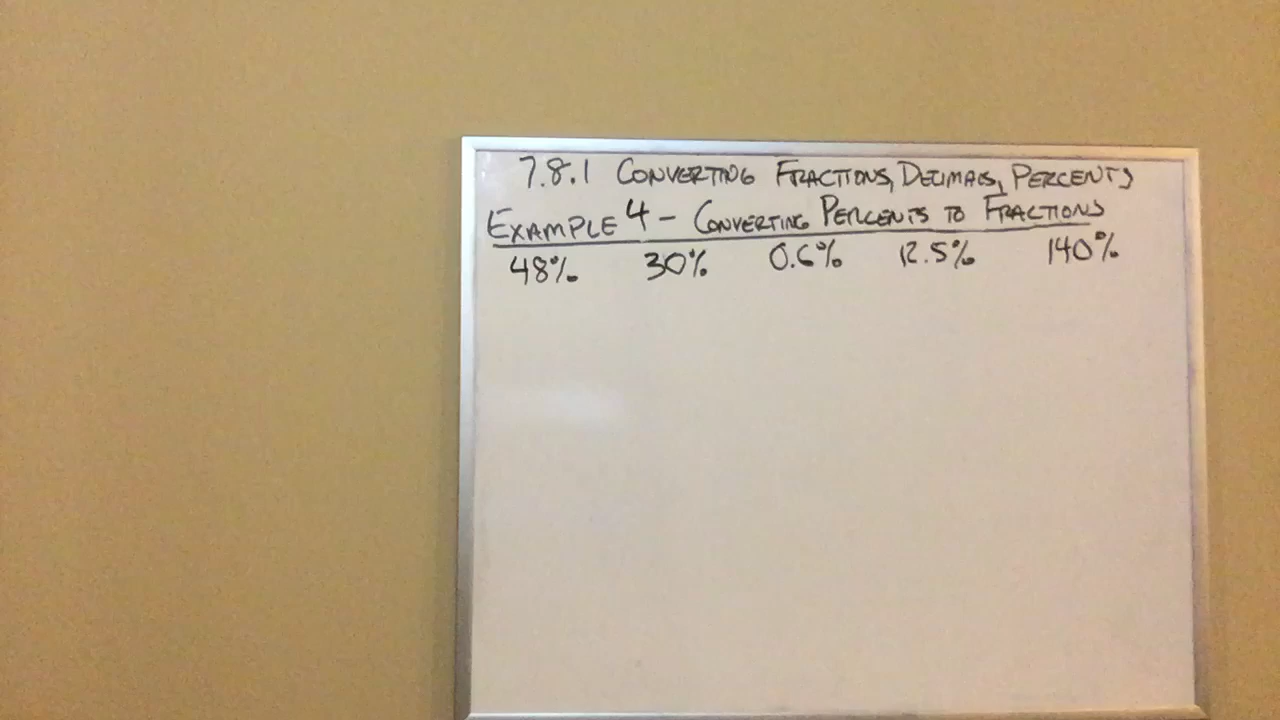 7.8.1 CONVERTING FRACTIONS, DECIMALS, PERCENTS
EXAMPLE 4 - CONVERTING PERCENTS TO FRACTIONS
48% 30% 0.6% 12.5% 140%